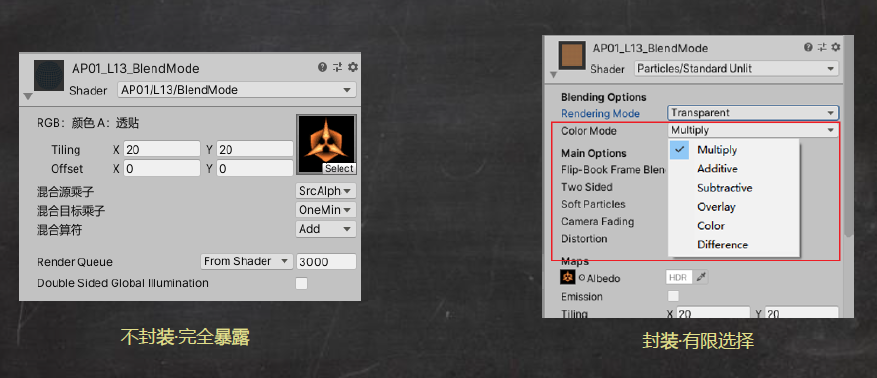 AP01_L13_BlendMode
Shader AP01/L13/BlendMode
RGB：颜色 A：透贴
Tiling X 20 Y 20
Offset X 0 Y 0
Select
混合源乘子 SrcAlph
混合目标乘子 OneMin
混合算符 Add
Render Queue From Shader 3000
Double Sided Global Illumination
不封装·完全暴露
AP01_L13_BlendMode
Shader Particles/Standard Unlit
Blending Options
Rendering Mode Transparent
Color Mode Multiply
Multiply
Additive
Subtractive
Overlay
Color
Difference
Main Options
Flip-Book Frame Blen
Two Sided
Soft Particles
Camera Fading
Distortion
Maps
Albedo HDR
Emission
Tiling X 20 Y 20
封装·有限选择